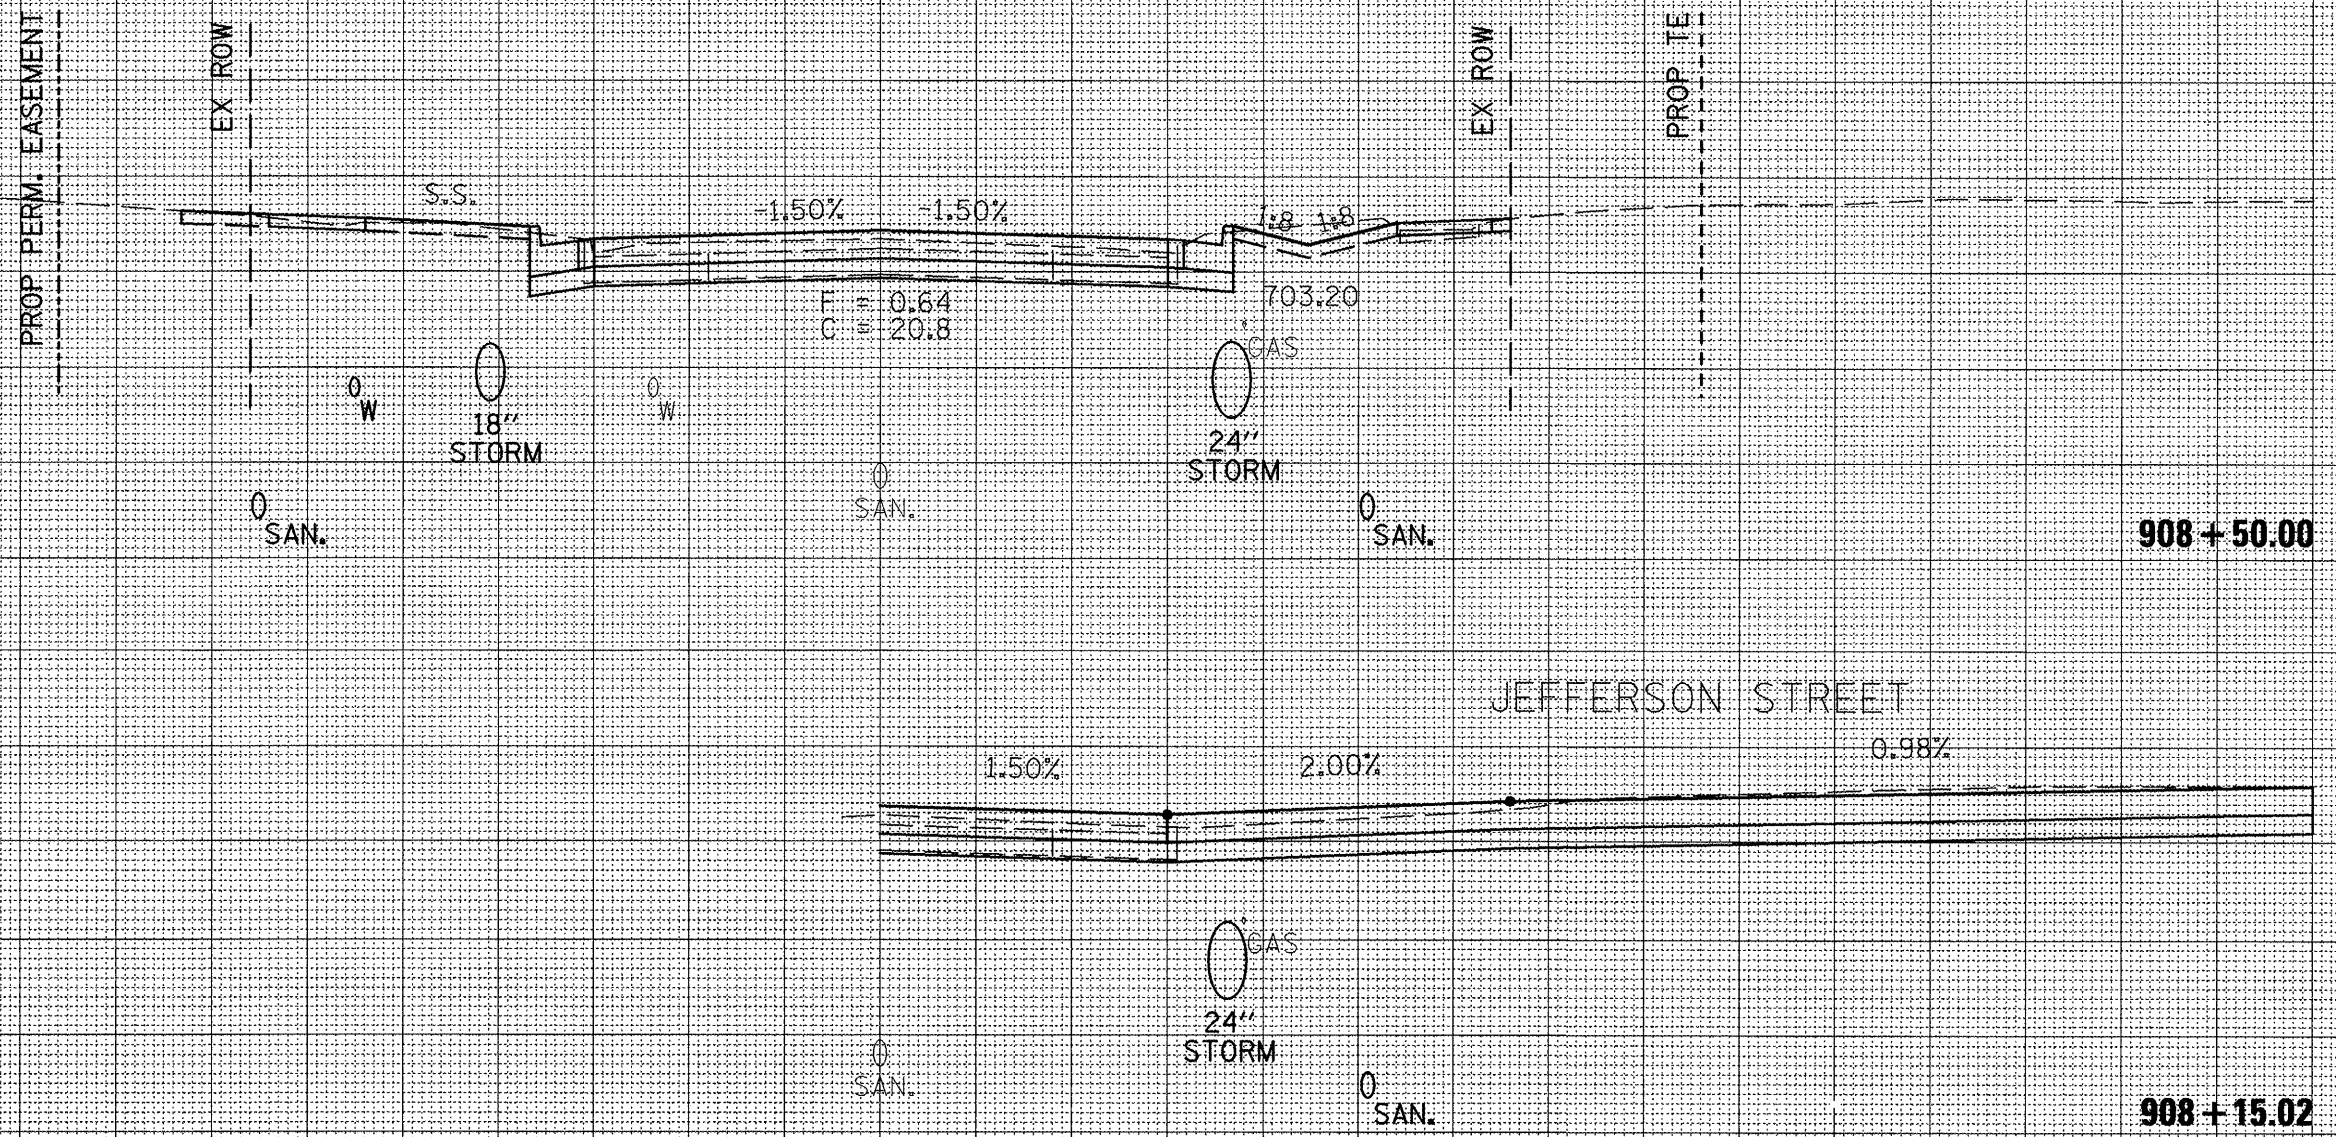 PROP PERM. EASEMENT
EX ROW
EX ROW
PROP TE
S.S.
-1.50% -1.50%
1:8 1:8
F = 0.64
C = 20.8
703.20
GAS
W
W
18"
STORM
24"
STORM
SAN.
SAN.
SAN.
908 + 50.00
JEFFERSON STREET
1.50%
2.00%
0.98%
GAS
24"
STORM
SAN.
SAN.
908 + 15.02